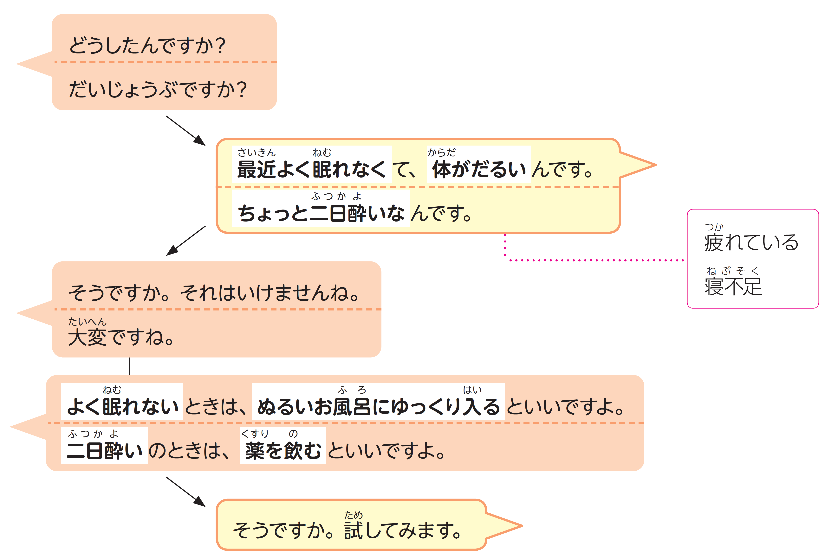 どうしたんですか？
だいじょうぶですか？
さいきん ねむ からだ
最近よく眠れなくて、体がだるいんです。
ふつかよ
ちょっと二日酔いなんです。
つか
疲れている
ねぶそく
寝不足
そうですか。それはいけませんね。
たいへん
大変ですね。
ねむ ふろ はい
よく眠れないときは、ぬるいお風呂にゆっくり入るといいですよ。
ふつかよ くすり の
二日酔いのときは、薬を飲むといいですよ。
ため
そうですか。試してみます。